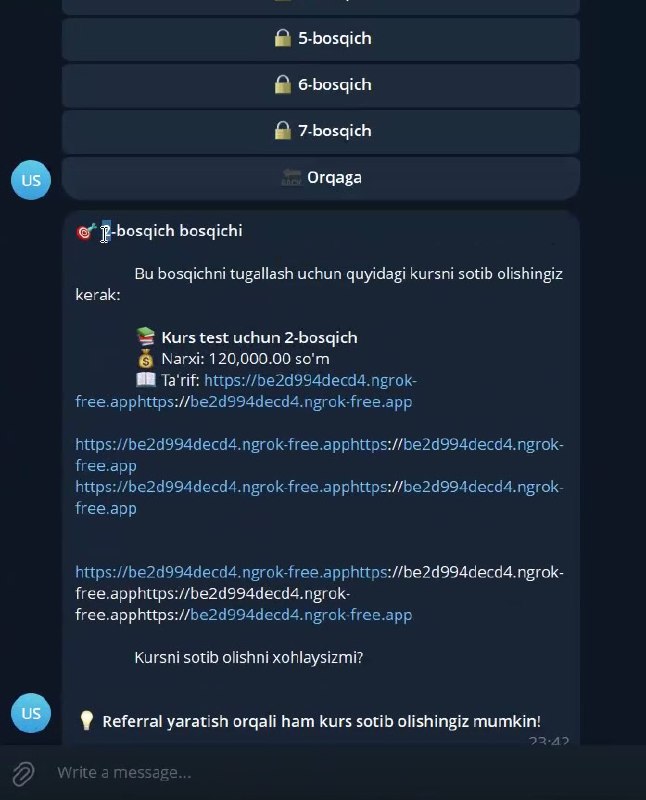 5-bosqich
6-bosqich
7-bosqich
BACK Orqaga
US
2-bosqich bosqichi
Bu bosqichni tugallash uchun quyidagi kursni sotib olishingiz
kerak:
Kurs test uchun 2-bosqich
Narxi: 120,000.00 so'm
Ta'rif: https://be2d994decd4.ngrok-
free.apphttps://be2d994decd4.ngrok-free.app
https://be2d994decd4.ngrok-free.apphttps://be2d994decd4.ngrok-
free.app
https://be2d994decd4.ngrok-free.apphttps://be2d994decd4.ngrok-
free.app
https://be2d994decd4.ngrok-free.apphttps://be2d994decd4.ngrok-
free.apphttps://be2d994decd4.ngrok-
free.apphttps://be2d994decd4.ngrok-free.app
Kursni sotib olishni xohlaysizmi?
US
Referral yaratish orqali ham kurs sotib olishingiz mumkin!
23:42
Write a message...